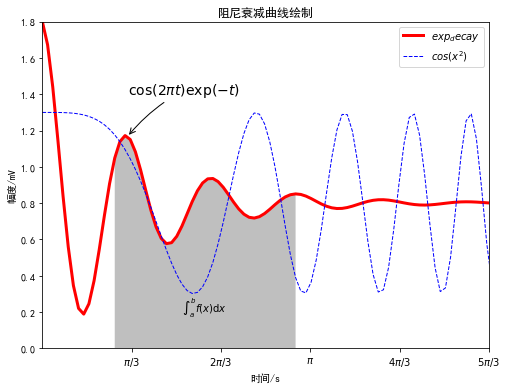 阻尼衰减曲线绘制
1.8
1.6
1.4
1.2
1.0
0.8
0.6
0.4
0.2
0.0
幅度/mV
exp_decay
cos(x²)
cos(2πt)exp(−t)
∫ₐᵇ f(x)dx
π/3
2π/3
π
4π/3
5π/3
时间/s